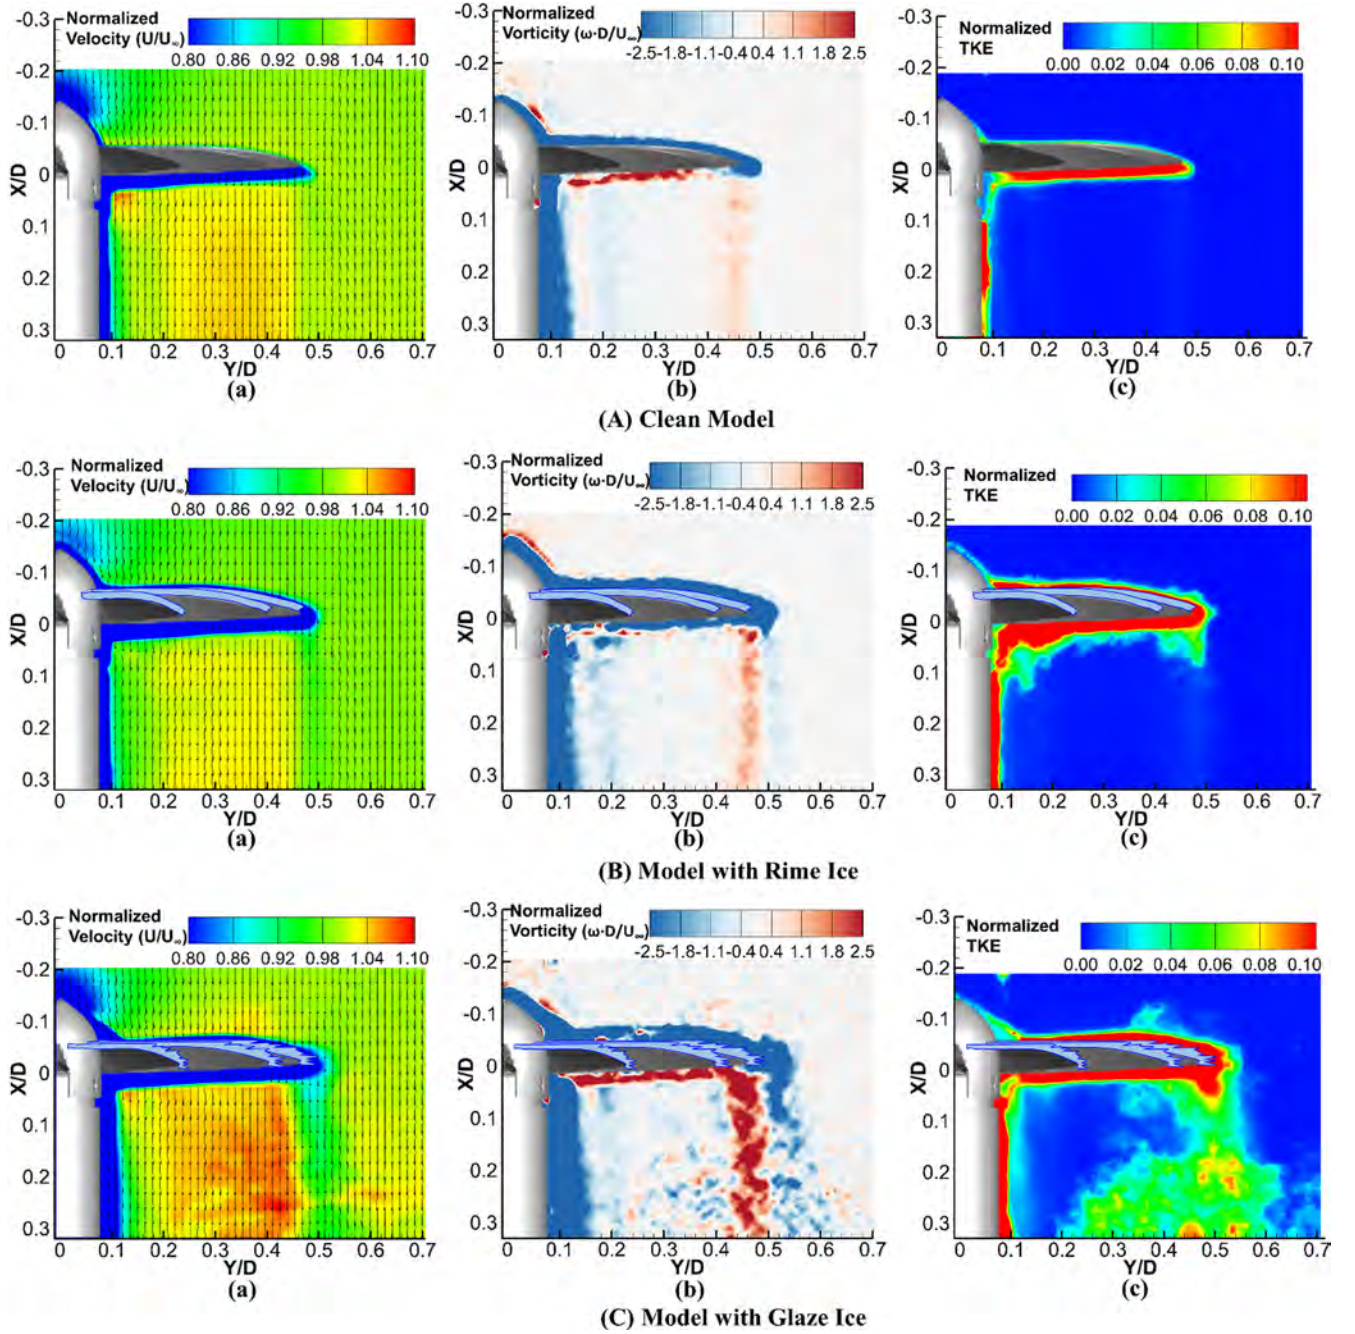 Normalized
Velocity (U/U∞)
0.80 0.86 0.92 0.98 1.04 1.10
-0.3
-0.2
-0.1
0
0.1
0.2
0.3
X/D
0 0.1 0.2 0.3 0.4 0.5 0.6 0.7
Y/D
(a)
Normalized
Vorticity (ω·D/U∞)
-2.5 -1.8 -1.1 -0.4 0.4 1.1 1.8 2.5
-0.3
-0.2
-0.1
0
0.1
0.2
0.3
X/D
0 0.1 0.2 0.3 0.4 0.5 0.6 0.7
Y/D
(b)
Normalized
TKE
0.00 0.02 0.04 0.06 0.08 0.10
-0.3
-0.2
-0.1
0
0.1
0.2
0.3
X/D
0 0.1 0.2 0.3 0.4 0.5 0.6 0.7
Y/D
(c)
(A) Clean Model
Normalized
Velocity (U/U∞)
0.80 0.86 0.92 0.98 1.04 1.10
-0.3
-0.2
-0.1
0
0.1
0.2
0.3
X/D
0 0.1 0.2 0.3 0.4 0.5 0.6 0.7
Y/D
(a)
Normalized
Vorticity (ω·D/U∞)
-2.5 -1.8 -1.1 -0.4 0.4 1.1 1.8 2.5
-0.3
-0.2
-0.1
0
0.1
0.2
0.3
X/D
0 0.1 0.2 0.3 0.4 0.5 0.6 0.7
Y/D
(b)
Normalized
TKE
0.00 0.02 0.04 0.06 0.08 0.10
-0.3
-0.2
-0.1
0
0.1
0.2
0.3
X/D
0 0.1 0.2 0.3 0.4 0.5 0.6 0.7
Y/D
(c)
(B) Model with Rime Ice
Normalized
Velocity (U/U∞)
0.80 0.86 0.92 0.98 1.04 1.10
-0.3
-0.2
-0.1
0
0.1
0.2
0.3
X/D
0 0.1 0.2 0.3 0.4 0.5 0.6 0.7
Y/D
(a)
Normalized
Vorticity (ω·D/U∞)
-2.5 -1.8 -1.1 -0.4 0.4 1.1 1.8 2.5
-0.3
-0.2
-0.1
0
0.1
0.2
0.3
X/D
0 0.1 0.2 0.3 0.4 0.5 0.6 0.7
Y/D
(b)
Normalized
TKE
0.00 0.02 0.04 0.06 0.08 0.10
-0.3
-0.2
-0.1
0
0.1
0.2
0.3
X/D
0 0.1 0.2 0.3 0.4 0.5 0.6 0.7
Y/D
(c)
(C) Model with Glaze Ice